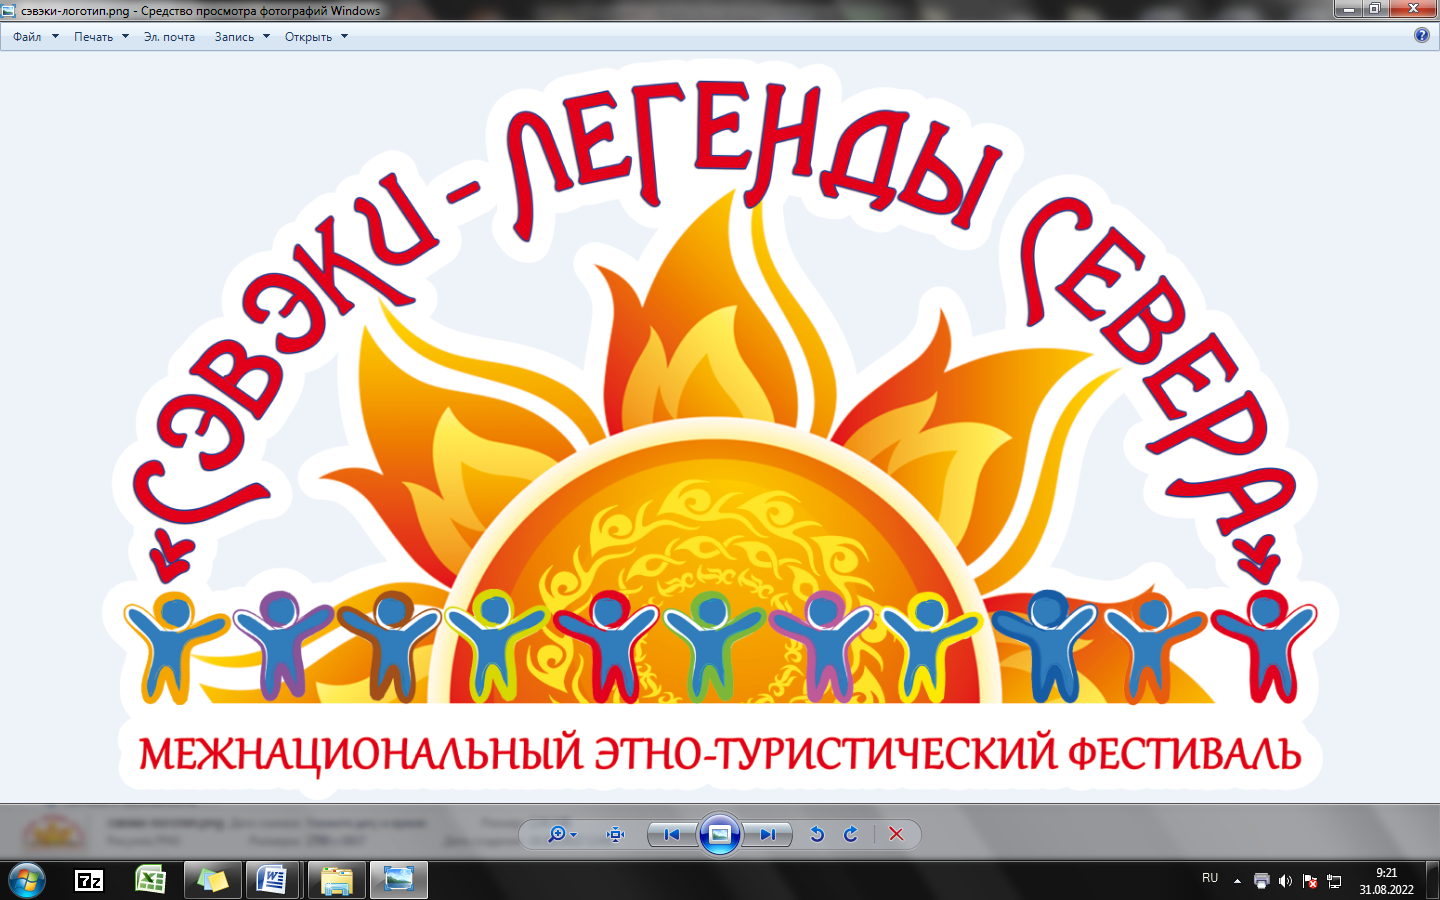 сэвэки-логотип.png - Средство просмотра фотографий Windows
Файл Печать Эл. почта Запись Открыть
«СЭВЭКИ - ЛЕГЕНДЫ СЕВЕРА»
МЕЖНАЦИОНАЛЬНЫЙ ЭТНО-ТУРИСТИЧЕСКИЙ ФЕСТИВАЛЬ
7z
RU
9:21
31.08.2022